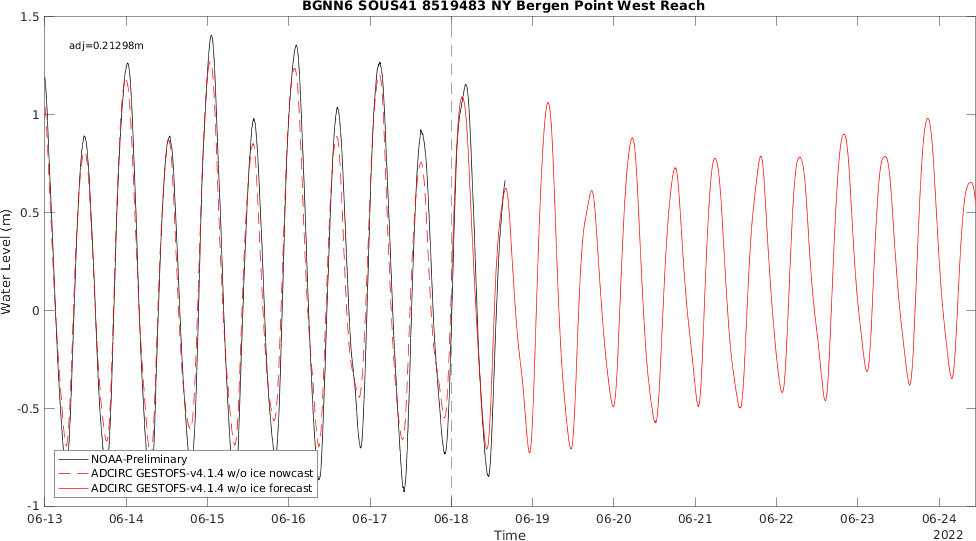 BGNN6 SOUS41 8519483 NY Bergen Point West Reach
adj=0.21298m
1.5
1
0.5
0
-0.5
-1
Water Level (m)
NOAA-Preliminary
ADCIRC GESTOFS-v4.1.4 w/o ice nowcast
ADCIRC GESTOFS-v4.1.4 w/o ice forecast
06-13 06-14 06-15 06-16 06-17 06-18 06-19 06-20 06-21 06-22 06-23 06-24
Time
2022